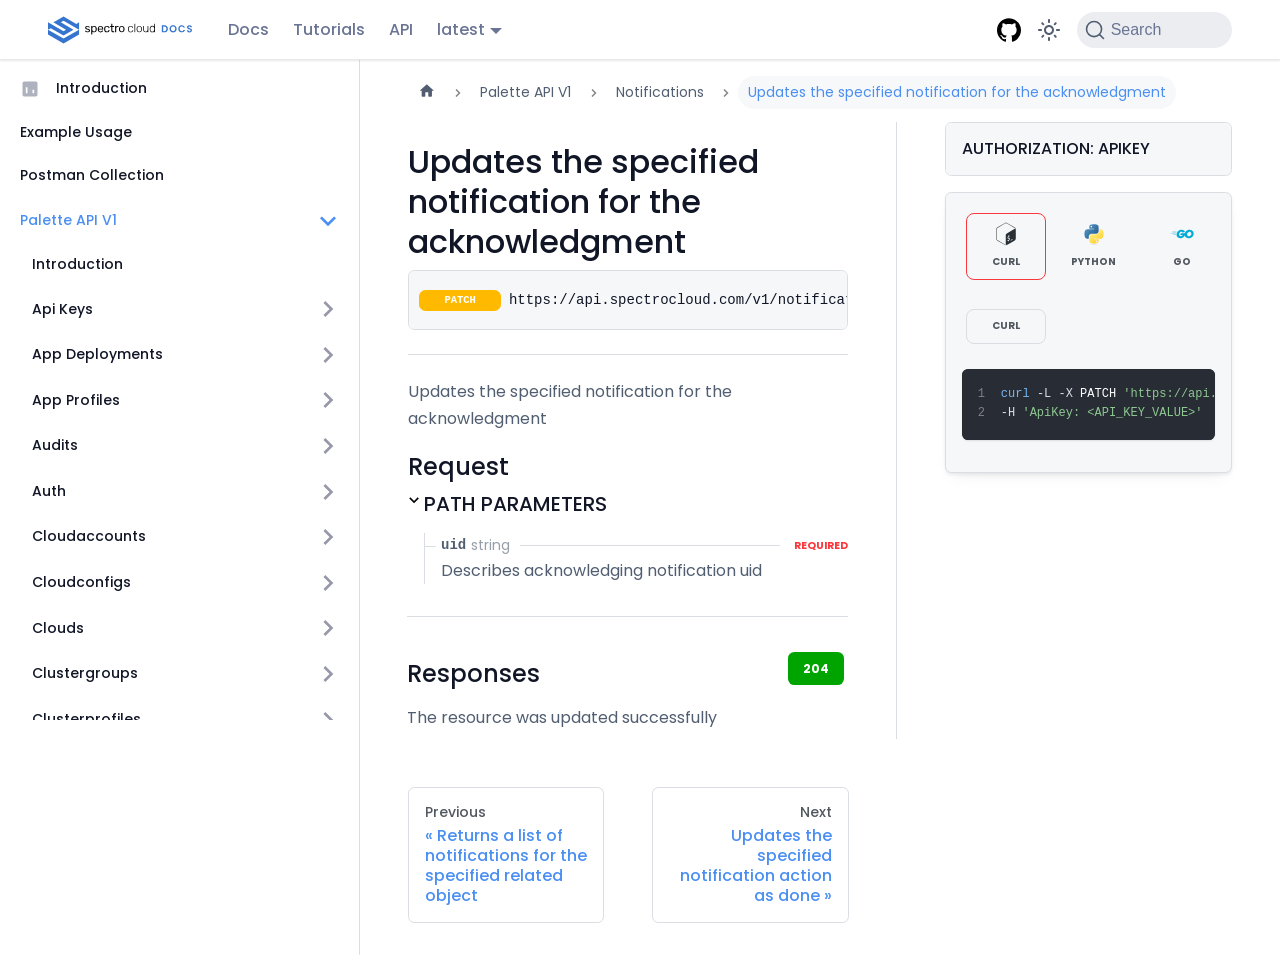 spectro cloud DOCS
Docs
Tutorials
API
latest
Search
Introduction
Example Usage
Postman Collection
Palette API V1
Introduction
Api Keys
App Deployments
App Profiles
Audits
Auth
Cloudaccounts
Cloudconfigs
Clouds
Clustergroups
Clusterprofiles
Palette API V1
Notifications
Updates the specified notification for the acknowledgment
Updates the specified
notification for the
acknowledgment
PATCH https://api.spectrocloud.com/v1/notifica
Updates the specified notification for the
acknowledgment
Request
PATH PARAMETERS
uid string REQUIRED
Describes acknowledging notification uid
Responses
204
The resource was updated successfully
Previous
« Returns a list of
notifications for the
specified related
object
Next
Updates the
specified
notification action
as done »
AUTHORIZATION: APIKEY
CURL
PYTHON
GO
CURL
1 curl -L -X PATCH 'https://api.
2 -H 'ApiKey: <API_KEY_VALUE>'